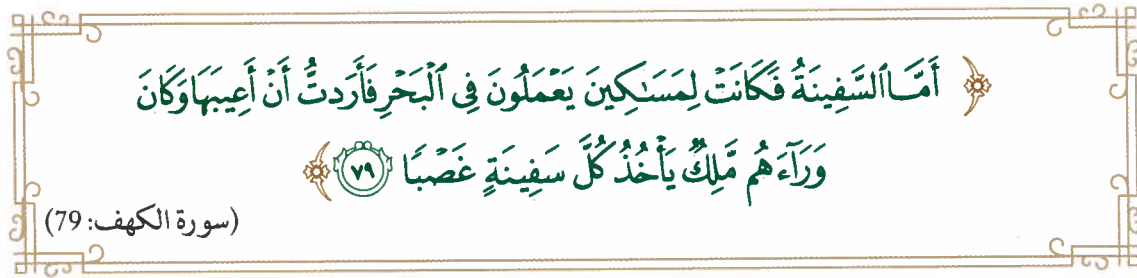 ﴿ أَمَّا ٱلسَّفِينَةُ فَكَانَتْ لِمَسَٰكِينَ يَعْمَلُونَ فِى ٱلْبَحْرِ فَأَرَدتُّ أَنْ أَعِيبَهَا وَكَانَ
وَرَآءَهُم مَّلِكٌ يَأْخُذُ كُلَّ سَفِينَةٍ غَصْبًا ٧٩ ﴾
(سورة الكهف: 79)